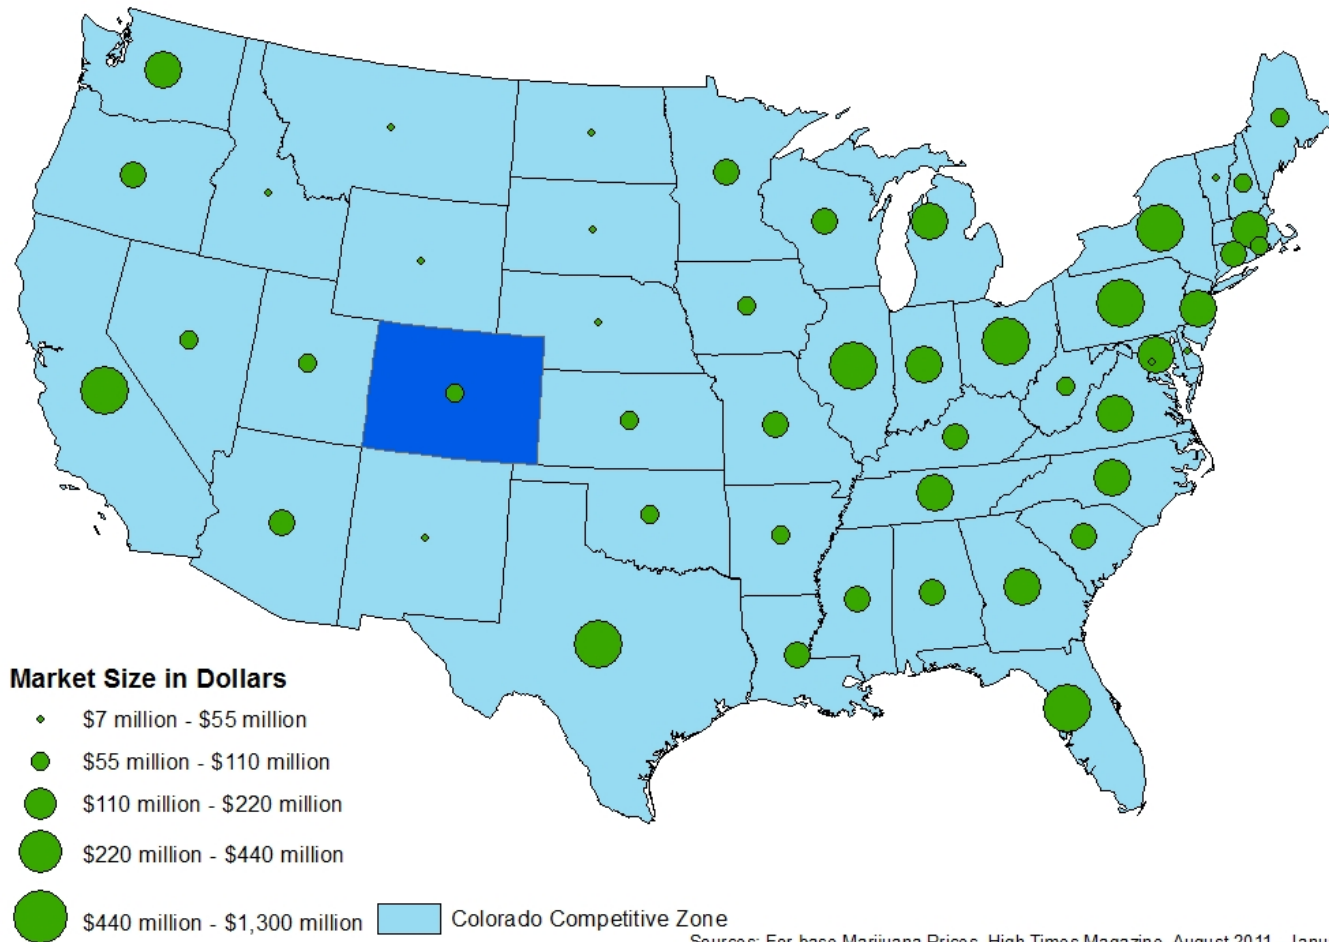 Market Size in Dollars
$7 million - $55 million
$55 million - $110 million
$110 million - $220 million
$220 million - $440 million
$440 million - $1,300 million
Colorado Competitive Zone
Sources: For base Marijuana Prices, High Times Magazine, August 2011 - Janu